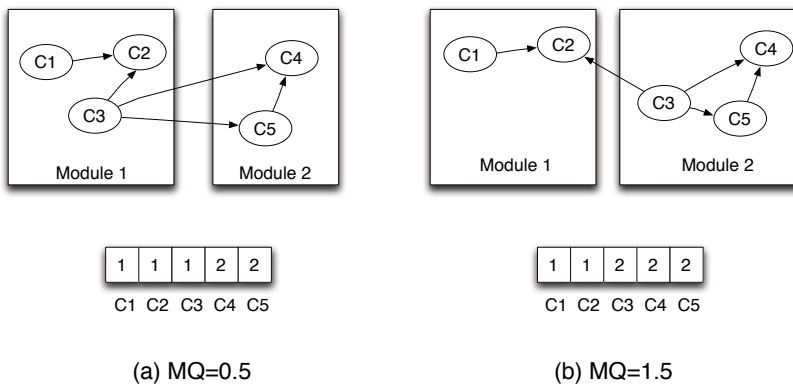 C1
C2
C3
C4
C5
Module 1
Module 2
1 1 1 2 2
C1 C2 C3 C4 C5
(a) MQ=0.5
C1
C2
C3
C4
C5
Module 1
Module 2
1 1 2 2 2
C1 C2 C3 C4 C5
(b) MQ=1.5